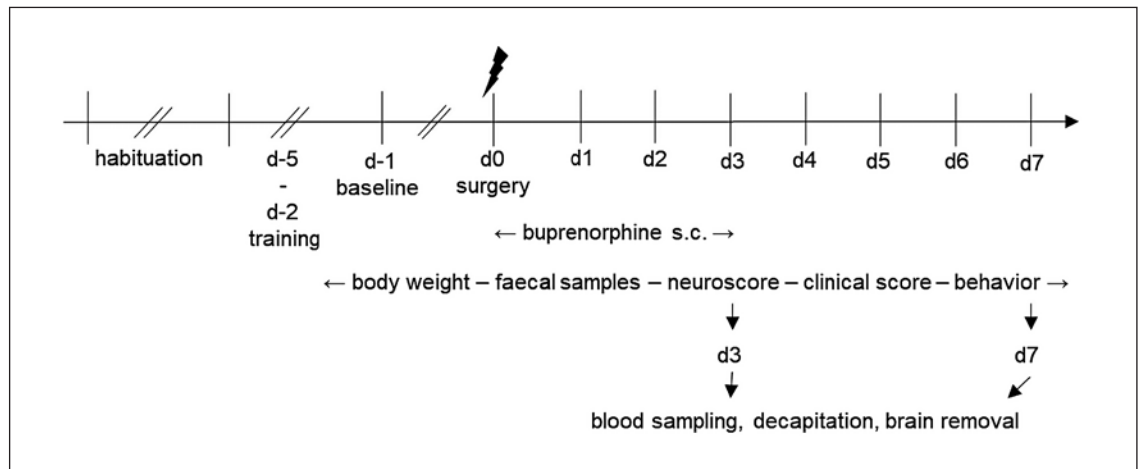 habituation d-5 d-1 d0 d1 d2 d3 d4 d5 d6 d7
- baseline surgery
d-2
training
← buprenorphine s.c. →
← body weight – faecal samples – neuroscore – clinical score – behavior →
d3 d7
blood sampling, decapitation, brain removal